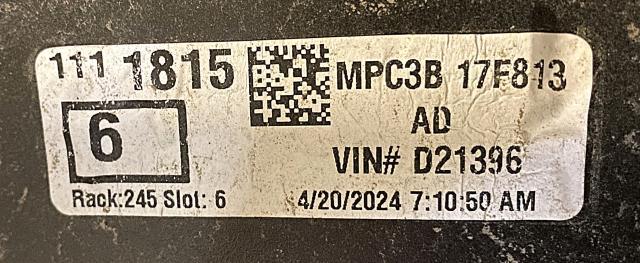 111 1815
MPC3B 17F813
AD
6
VIN# D21396
Rack:245 Slot: 6
4/20/2024 7:10:50 AM